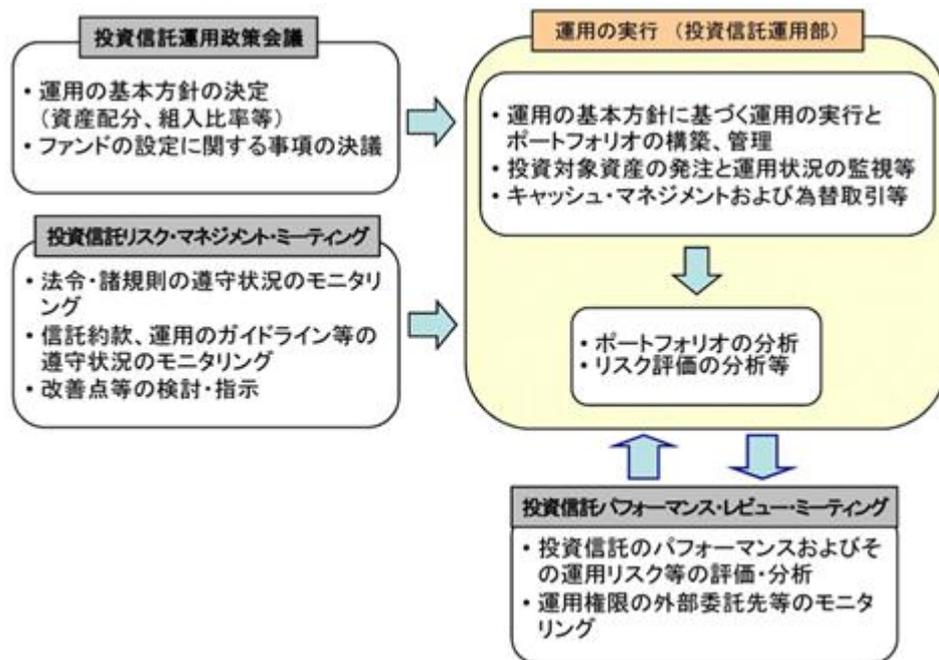 投資信託運用政策会議
・運用の基本方針の決定
（資産配分、組入比率等）
・ファンドの設定に関する事項の決議
投資信託リスク・マネジメント・ミーティング
・法令・諸規則の遵守状況のモニタリ
ング
・信託約款、運用のガイドライン等の
遵守状況のモニタリング
・改善点等の検討・指示
運用の実行 （投資信託運用部）
・運用の基本方針に基づく運用の実行と
ポートフォリオの構築、管理
・投資対象資産の発注と運用状況の監視等
・キャッシュ・マネジメントおよび為替取引等
・ポートフォリオの分析
・リスク評価の分析等
投資信託パフォーマンス・レビュー・ミーティング
・投資信託のパフォーマンスおよびそ
の運用リスク等の評価・分析
・運用権限の外部委託先等のモニタ
リング